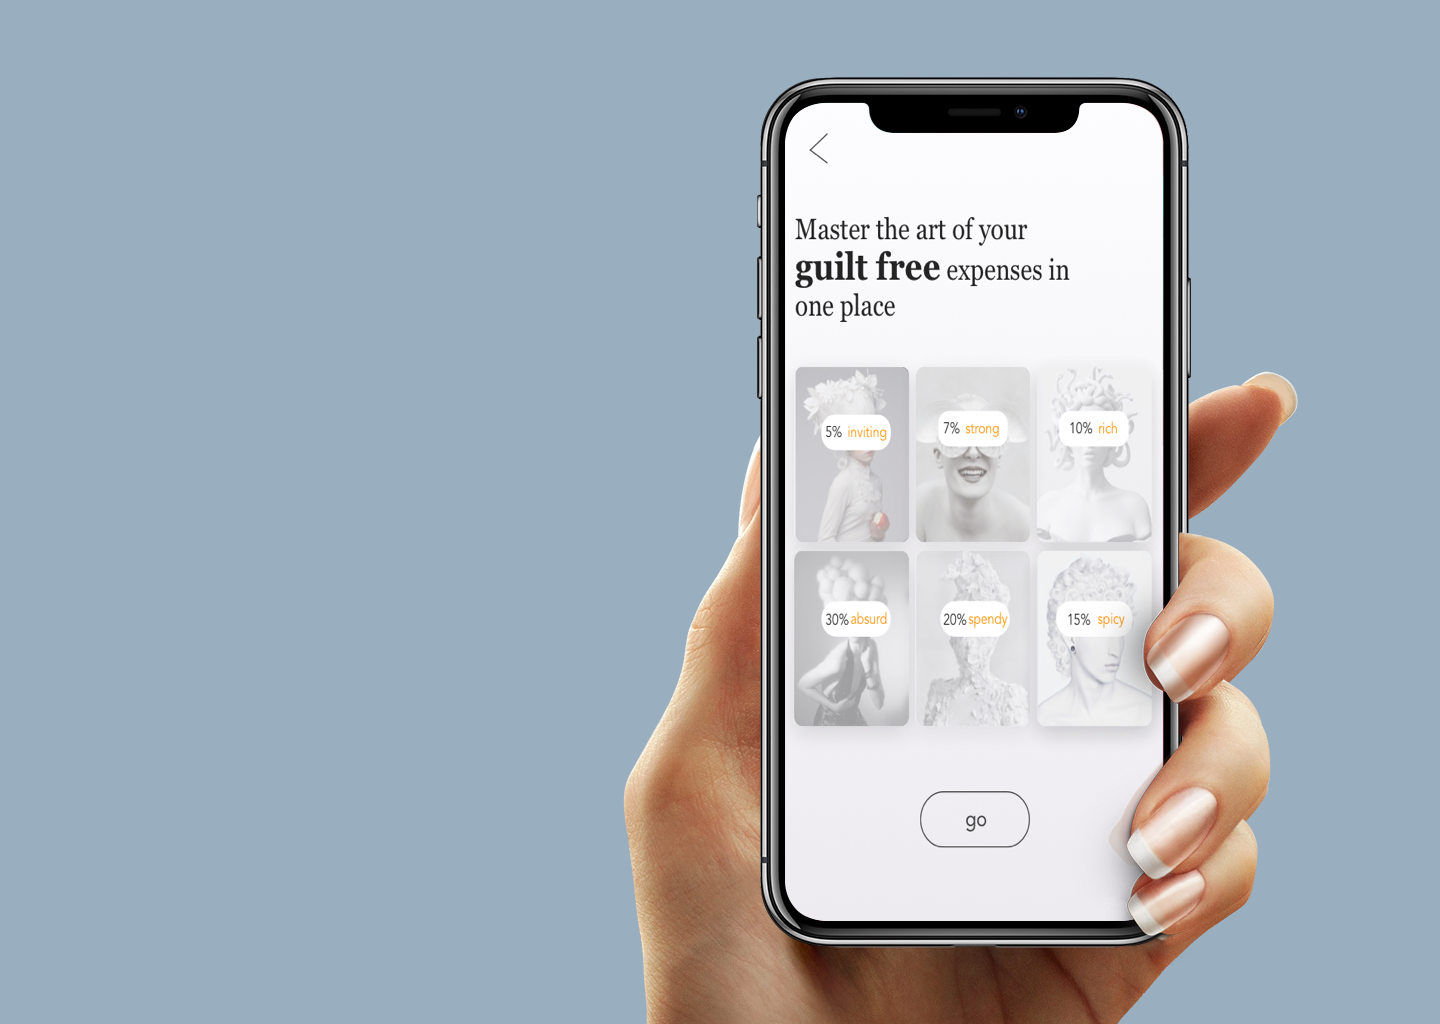 Master the art of your
guilt free expenses in
one place
5% inviting
7% strong
10% rich
30% absurd
20% spendy
15% spicy
go